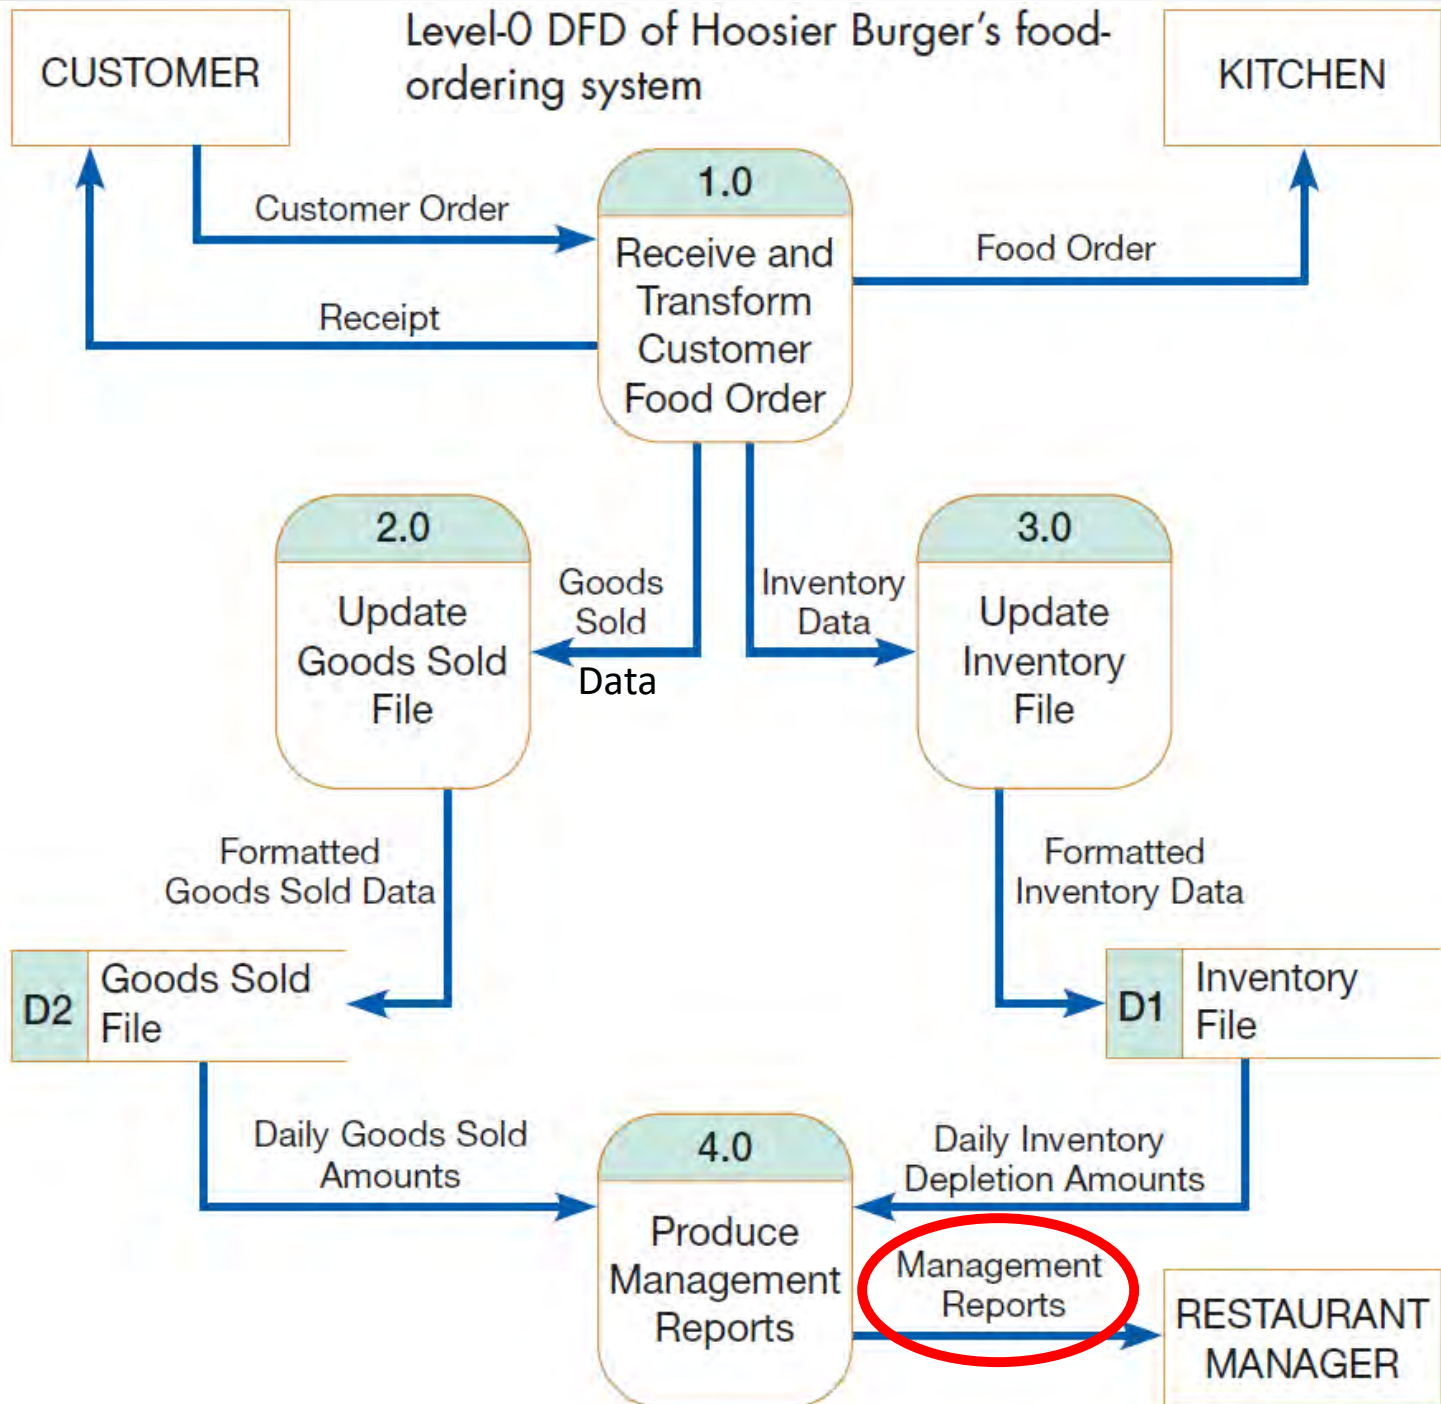 Level-0 DFD of Hoosier Burger's food-
ordering system
CUSTOMER
KITCHEN
1.0
Receive and
Transform
Customer
Food Order
Customer Order
Receipt
Food Order
2.0
Update
Goods Sold
File
Goods
Sold
Data
Inventory
Data
3.0
Update
Inventory
File
Formatted
Goods Sold Data
Formatted
Inventory Data
D2
Goods Sold
File
D1
Inventory
File
Daily Goods Sold
Amounts
4.0
Produce
Management
Reports
Daily Inventory
Depletion Amounts
Management
Reports
RESTAURANT
MANAGER